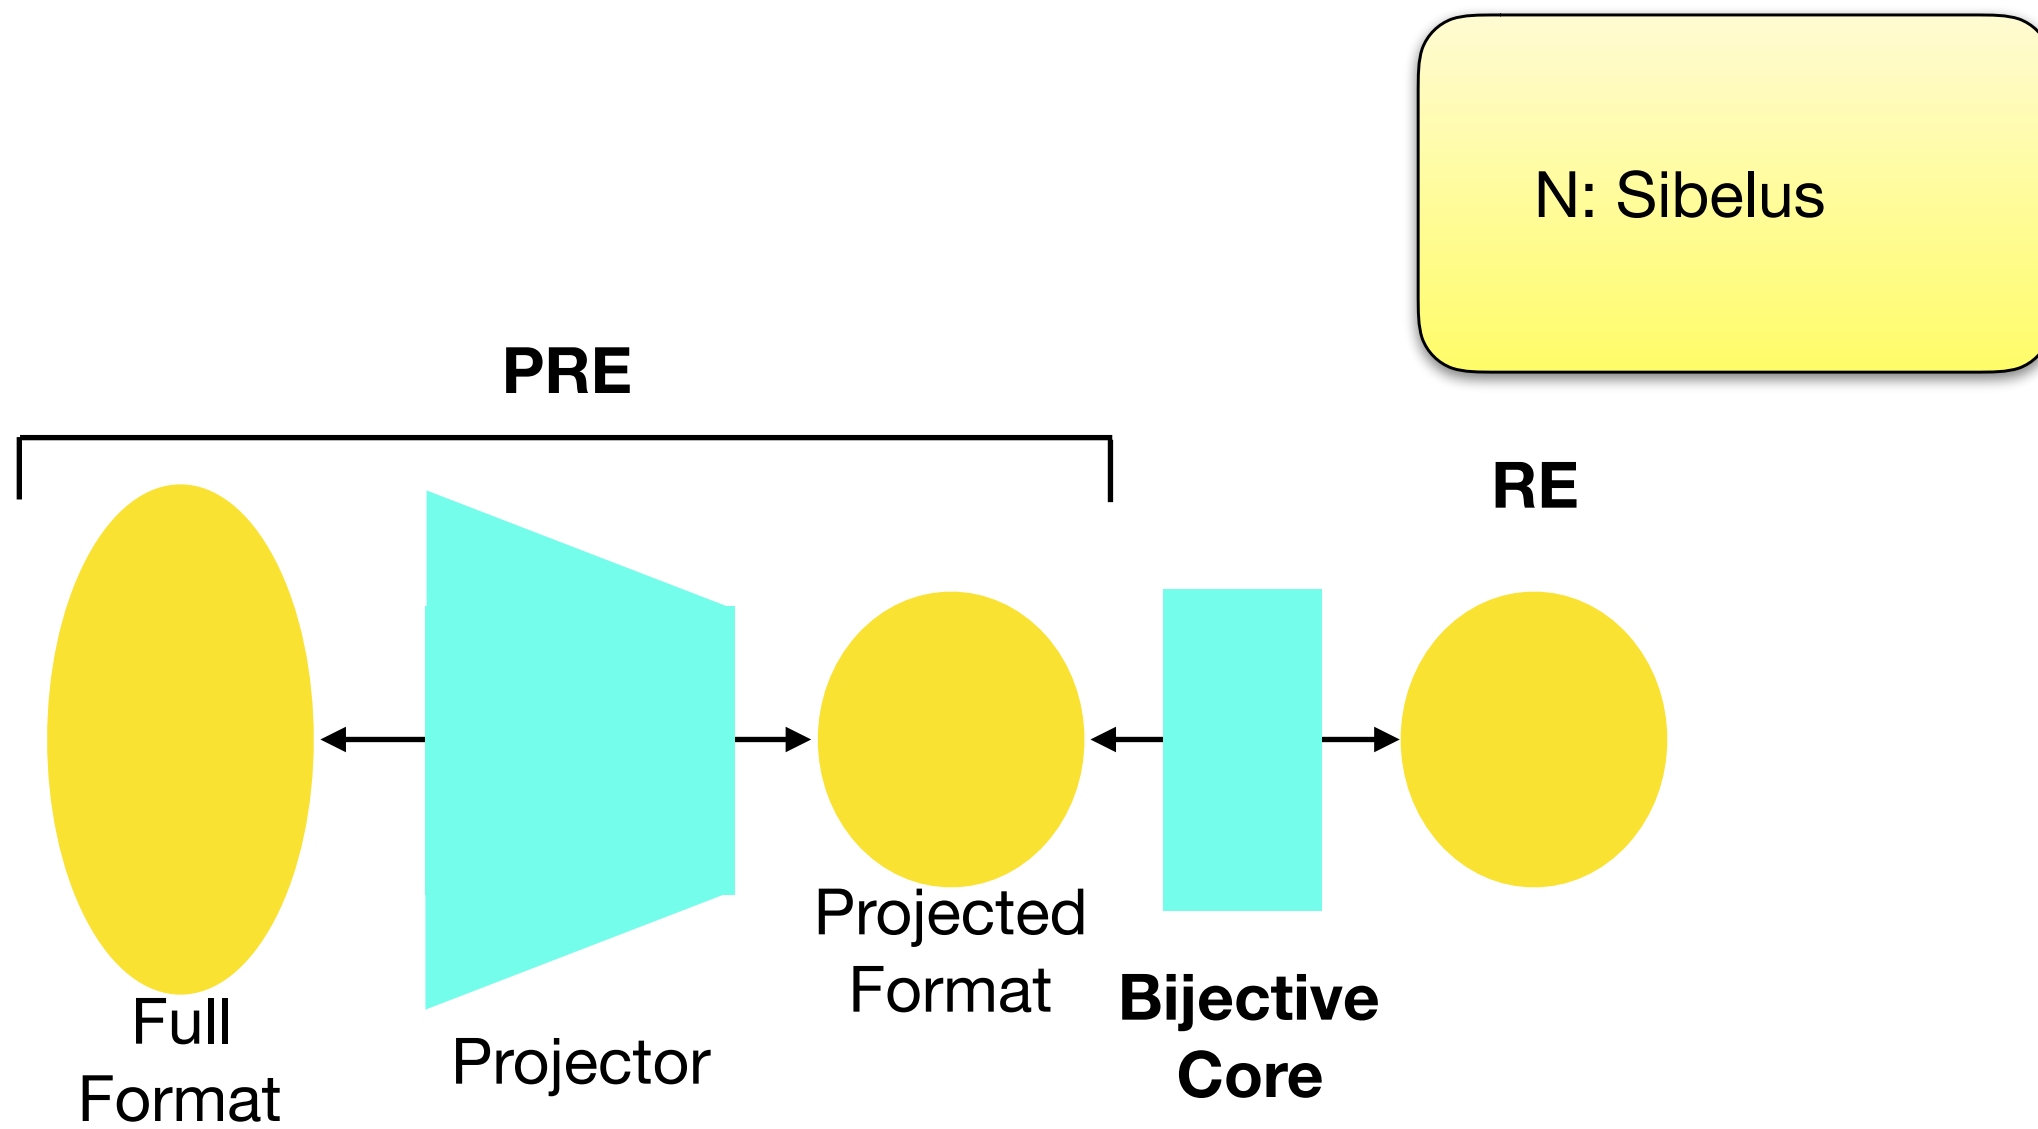 N: Sibelus
PRE
RE
Full
Format
Projector
Projected
Format
Bijective
Core